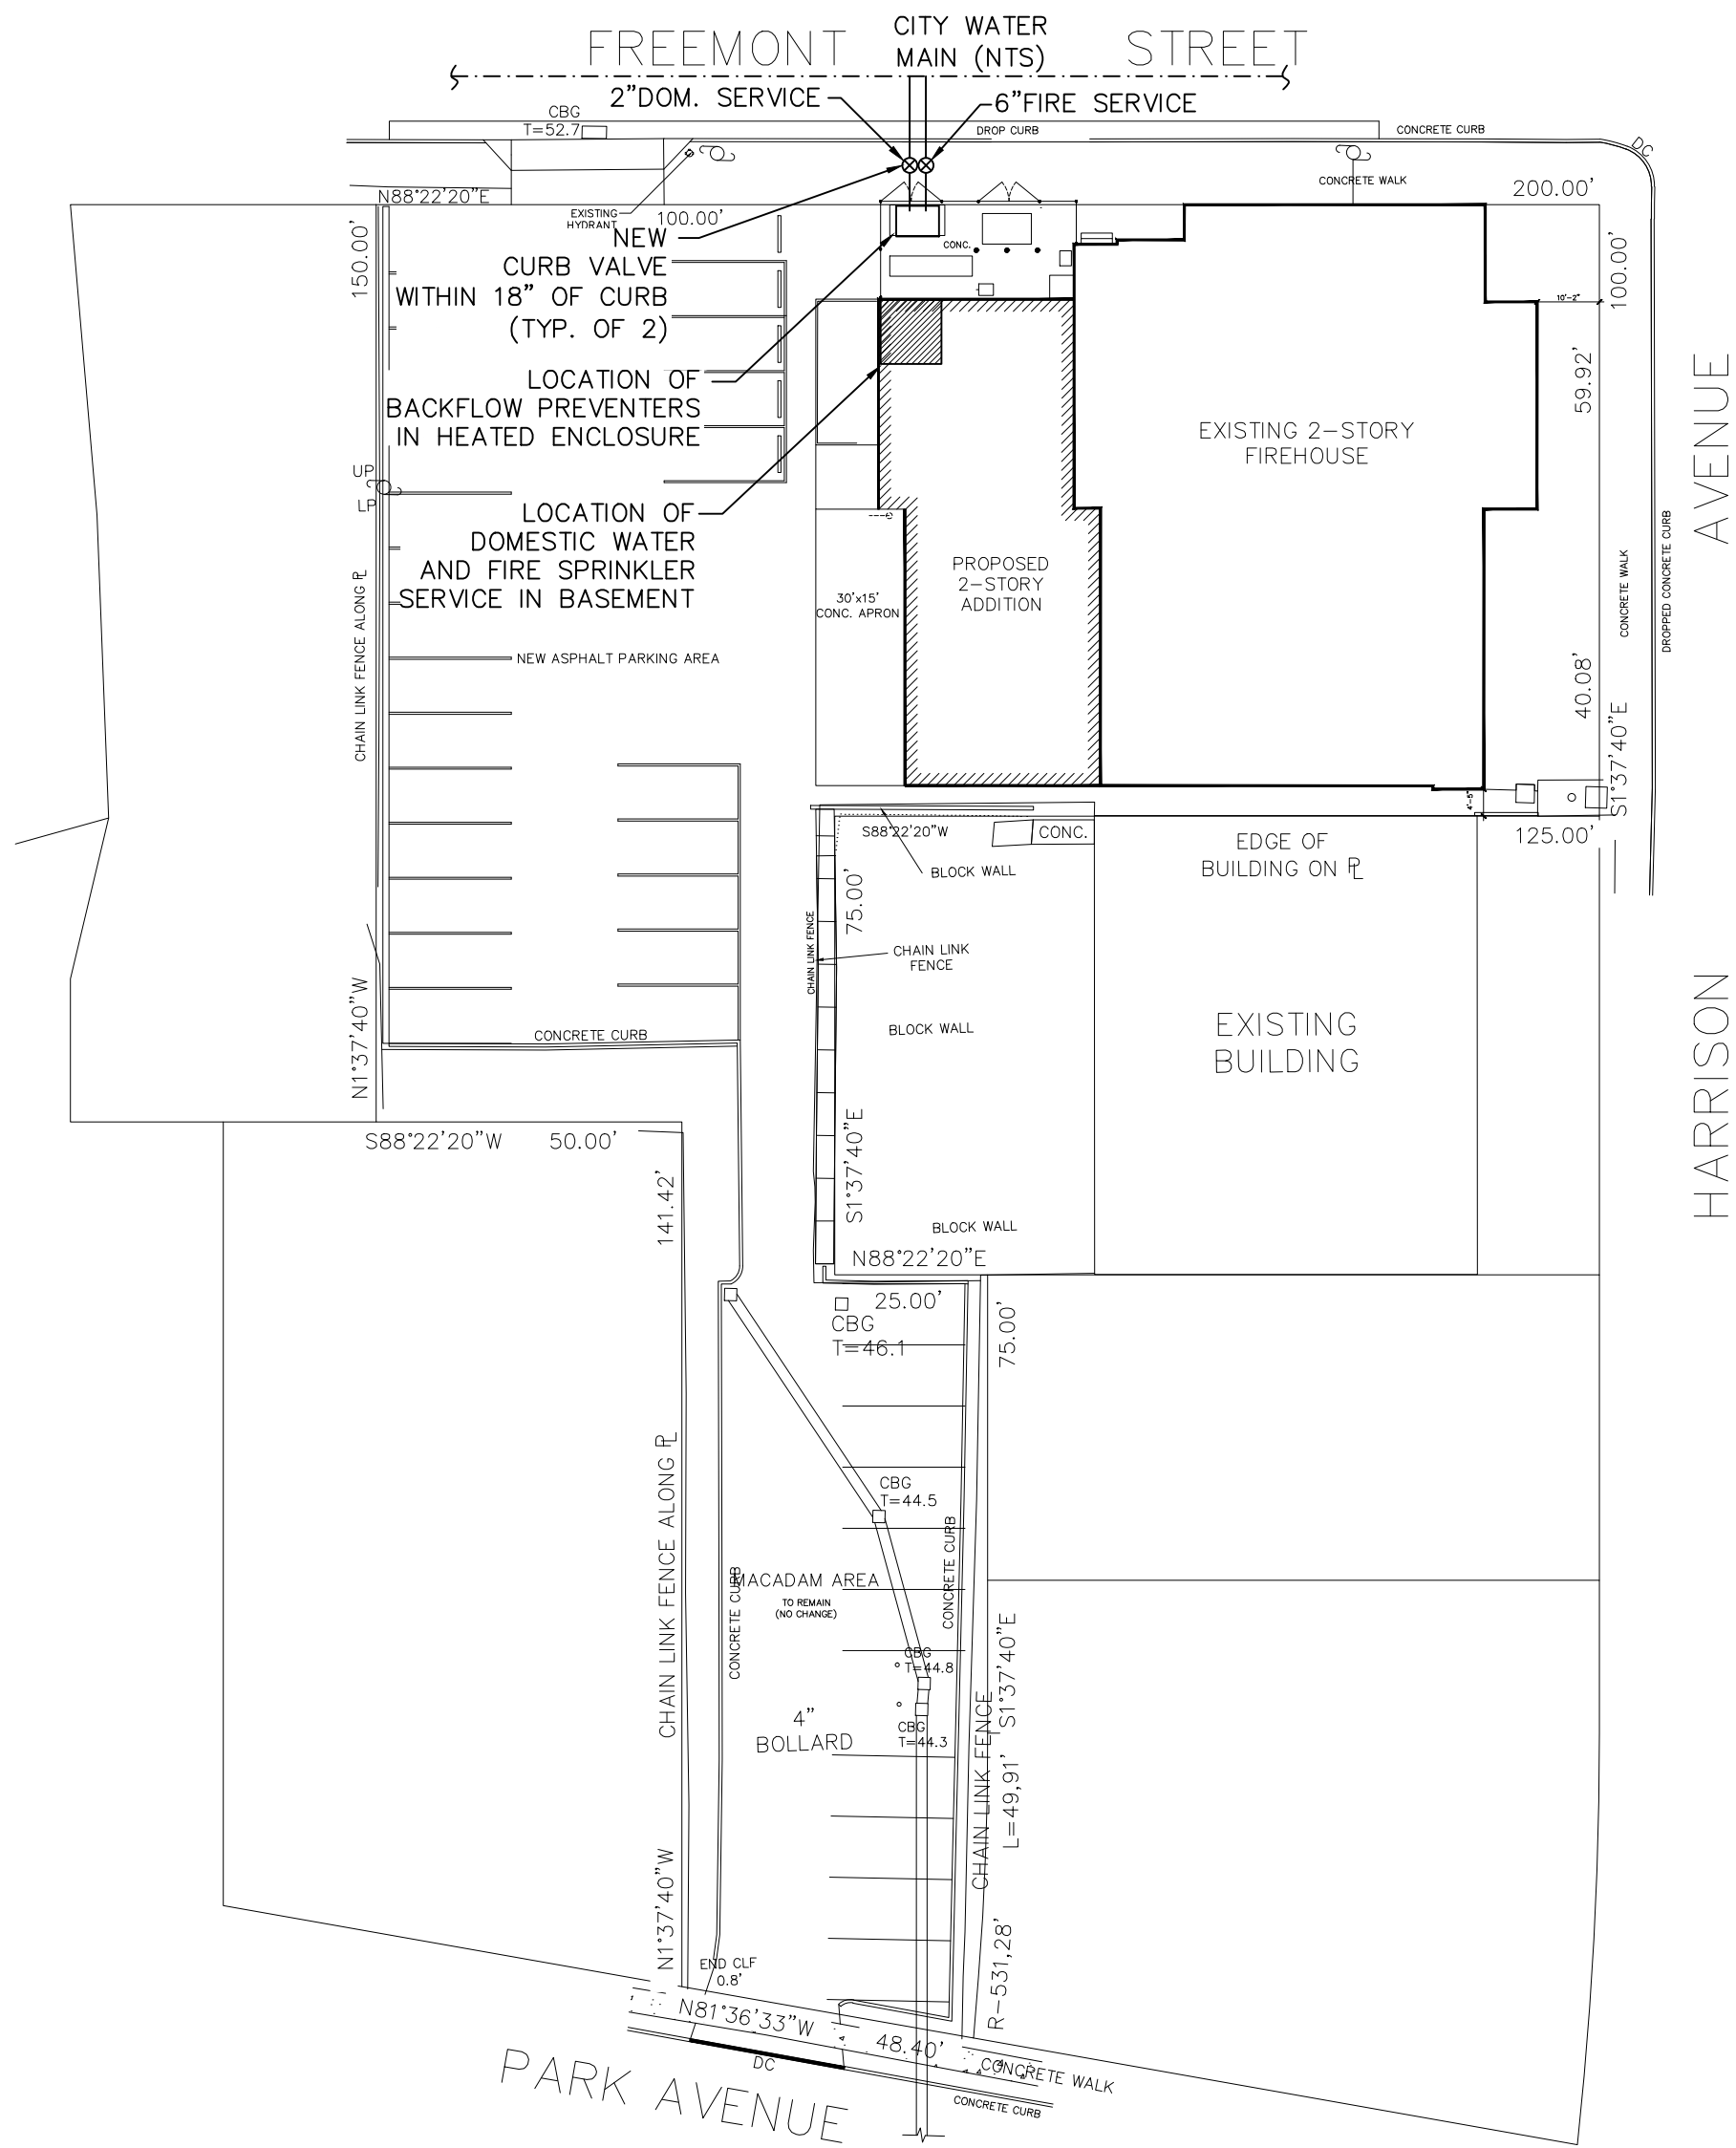 FREEMONT STREET
CITY WATER
MAIN (NTS)
2"DOM. SERVICE
6"FIRE SERVICE
CBG
T=52.7
DROP CURB
CONCRETE CURB
DC
CONCRETE WALK
N88°22'20"E
200.00'
EXISTING
HYDRANT
100.00'
NEW
CURB VALVE
WITHIN 18" OF CURB
(TYP. OF 2)
150.00'
CONC.
100.00'
10'-2"
59.92'
LOCATION OF
BACKFLOW PREVENTERS
IN HEATED ENCLOSURE
EXISTING 2-STORY
FIREHOUSE
AVENUE
UP
LP
LOCATION OF
DOMESTIC WATER
AND FIRE SPRINKLER
SERVICE IN BASEMENT
PROPOSED
2-STORY
ADDITION
30'x15'
CONC. APRON
CHAIN LINK FENCE ALONG PL
CONCRETE WALK
DROPPED CONCRETE CURB
NEW ASPHALT PARKING AREA
40.08'
S1°37'40"E
4'-5"
S88°22'20"W
CONC.
125.00'
EDGE OF
BUILDING ON PL
BLOCK WALL
75.00'
CHAIN LINK FENCE
CHAIN LINK
FENCE
BLOCK WALL
EXISTING
BUILDING
HARRISON
N1°37'40"W
CONCRETE CURB
S88°22'20"W
50.00'
S1°37'40"E
141.42'
BLOCK WALL
N88°22'20"E
25.00'
CBG
T=46.1
75.00'
CHAIN LINK FENCE ALONG PL
CBG
T=44.5
CONCRETE CURB
MACADAM AREA
TO REMAIN
(NO CHANGE)
CONCRETE CURB
CBG
T=44.8
S1°37'40"E
4"
BOLLARD
CBG
T=44.3
CHAIN LINK FENCE
L=49,91'
N1°37'40"W
END CLF
0.8'
R-531,28'
N81°36'33"W
48.40'
DC
CONCRETE WALK
CONCRETE CURB
PARK AVENUE